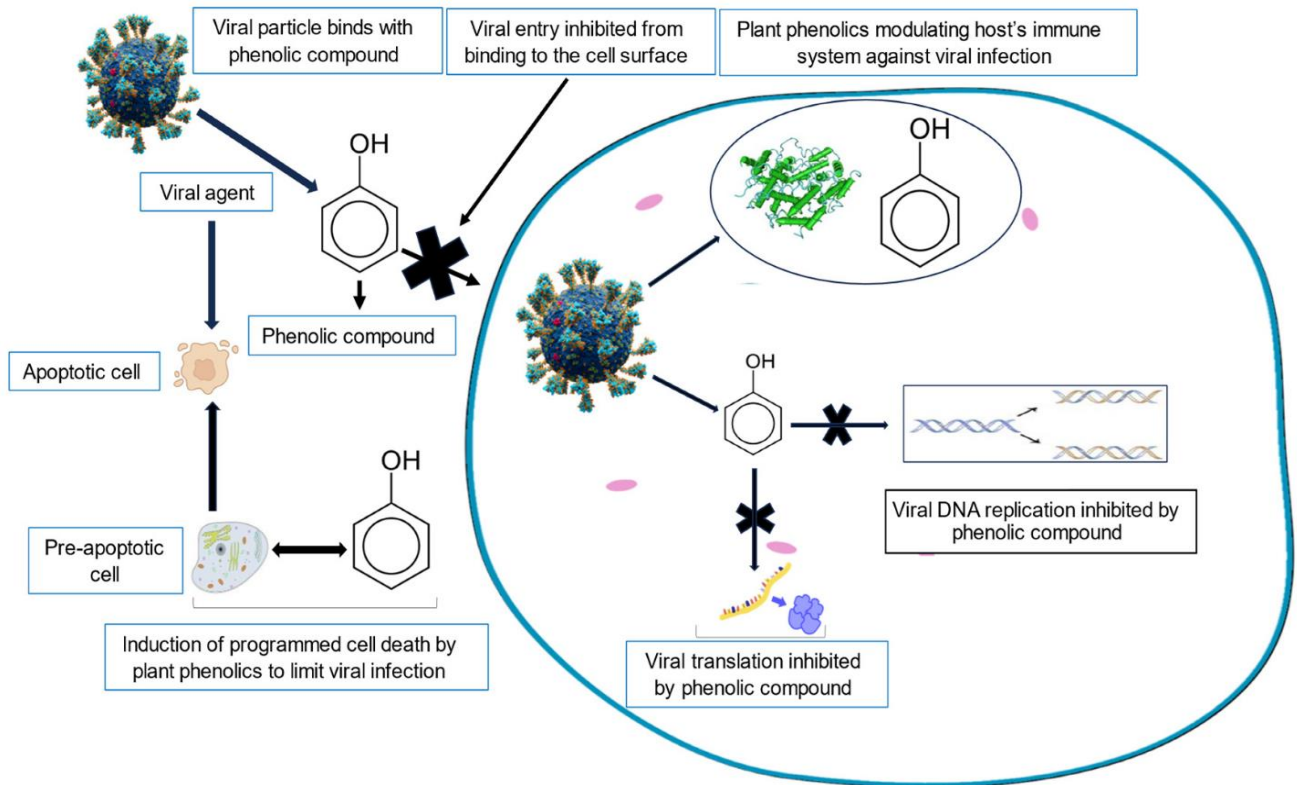 Viral particle binds with
phenolic compound
Viral entry inhibited from
binding to the cell surface
Plant phenolics modulating host's immune
system against viral infection
OH
OH
Viral agent
Phenolic compound
Apoptotic cell
OH
OH
Pre-apoptotic
cell
Viral DNA replication inhibited by
phenolic compound
Induction of programmed cell death by
plant phenolics to limit viral infection
Viral translation inhibited
by phenolic compound